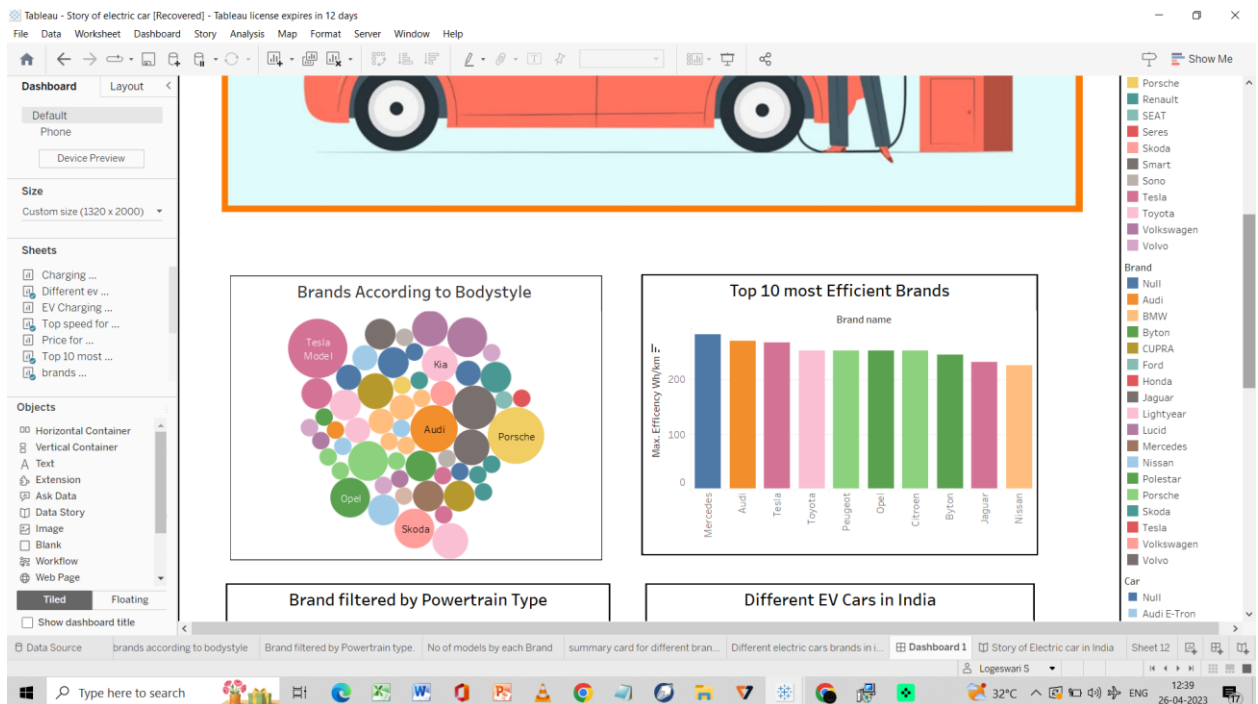 Tableau - Story of electric car [Recovered] - Tableau license expires in 12 days
File Data Worksheet Dashboard Story Analysis Map Format Server Window Help
Show Me
Dashboard Layout
Default
Phone
Device Preview
Size
Custom size (1320 x 2000)
Sheets
Charging ...
Different ev ...
EV Charging ...
Top speed for ...
Price for ...
Top 10 most ...
brands ...
Objects
Horizontal Container
Vertical Container
Text
Extension
Ask Data
Data Story
Image
Blank
Workflow
Web Page
Tiled Floating
Show dashboard title
Brands According to Bodystyle
Tesla
Model
Kia
Audi
Porsche
Opel
Skoda
Top 10 most Efficient Brands
Brand name
Max. Efficency Wh/km
200
100
0
Mercedes
Audi
Tesla
Toyota
Peugeot
Opel
Citroen
Byton
Jaguar
Nissan
Brand filtered by Powertrain Type
Different EV Cars in India
Porsche
Renault
SEAT
Seres
Skoda
Smart
Sono
Tesla
Toyota
Volkswagen
Volvo
Brand
Null
Audi
BMW
Byton
CUPRA
Ford
Honda
Jaguar
Lightyear
Lucid
Mercedes
Nissan
Polestar
Porsche
Skoda
Tesla
Volkswagen
Volvo
Car
Null
Audi E-Tron
Data Source brands according to bodystyle Brand filtered by Powertrain type. No of models by each Brand summary card for different bran... Different electric cars brands in i... Dashboard 1 Story of Electric car in India Sheet 12
Logeswari S
Type here to search
32°C ENG 12:39
26-04-2023
17